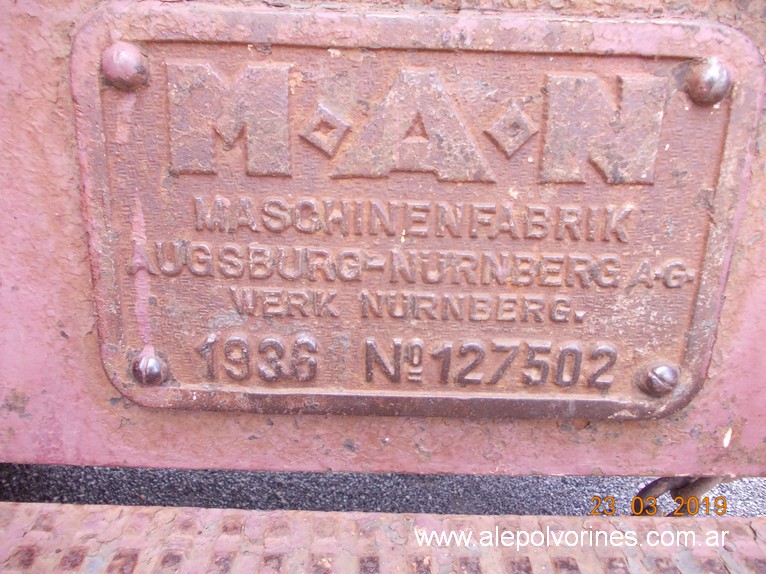 M·A·N
MASCHINENFABRIK
AUGSBURG-NÜRNBERG A·G·
WERK NÜRNBERG.
1936 No 127502
23 03 2019
www.alepolvorines.com.ar